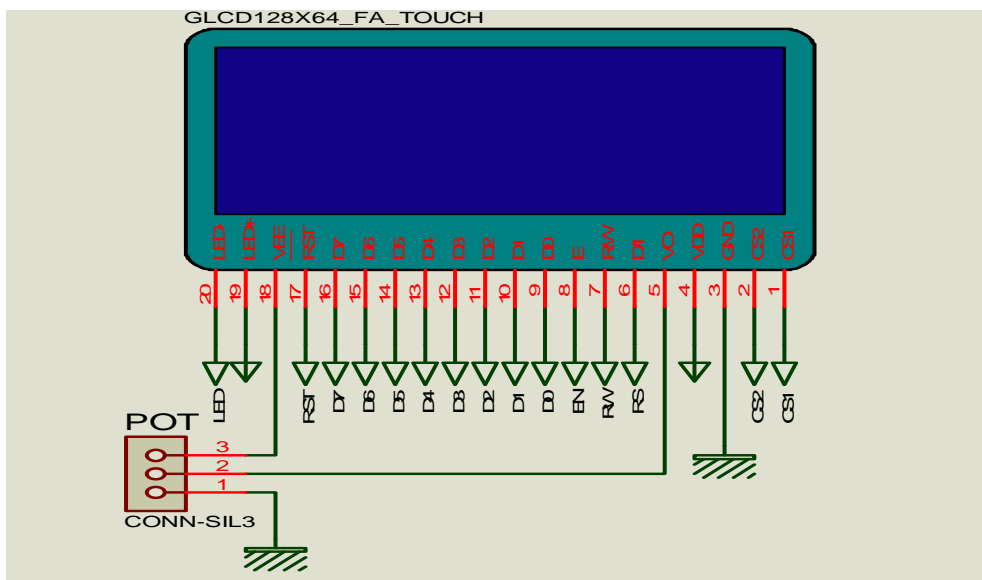 GLCD128X64_FA_TOUCH
LED-
LED+
VEE
RST
D7
D6
D5
D4
D3
D2
D1
D0
E
R/W
D/I
VO
VDD
GND
CS2
CS1
20
19
18
17
16
15
14
13
12
11
10
9
8
7
6
5
4
3
2
1
LED
RST
D7
D6
D5
D4
D3
D2
D1
D0
EN
RW
RS
CS2
CS1
POT
3
2
1
CONN-SIL3